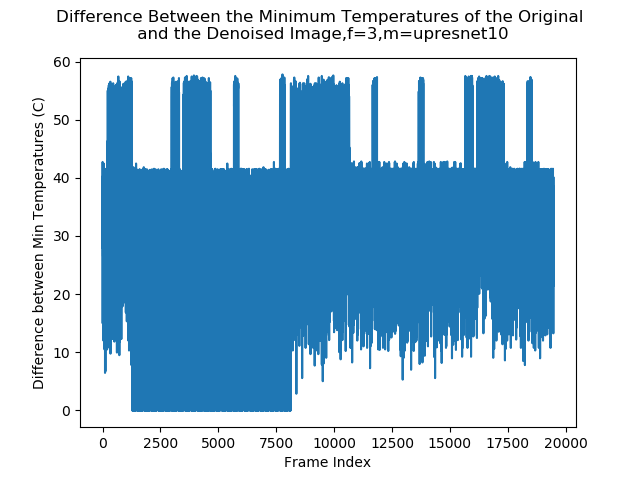 Difference Between the Minimum Temperatures of the Original
and the Denoised Image,f=3,m=upresnet10
Difference between Min Temperatures (C)
60
50
40
30
20
10
0
0 2500 5000 7500 10000 12500 15000 17500 20000
Frame Index